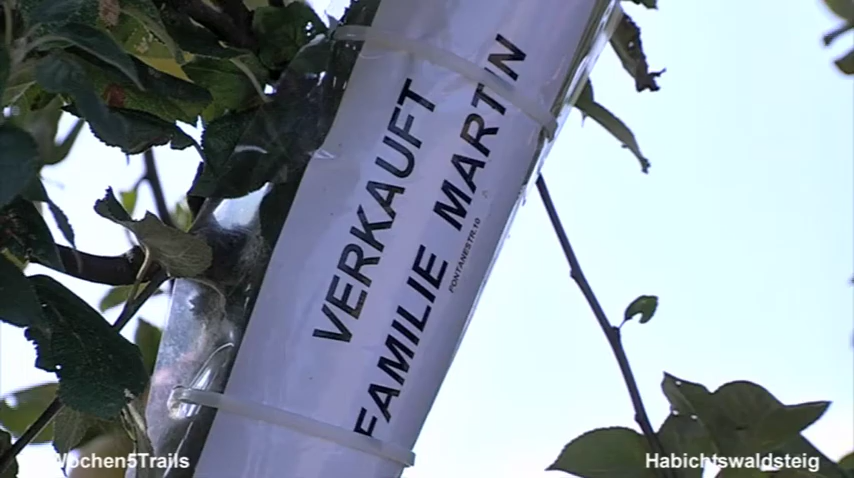 VERKAUFT
FAMILIE MARTIN
FONTANESTR.10
Wochen5Trails
Habichtswaldsteig